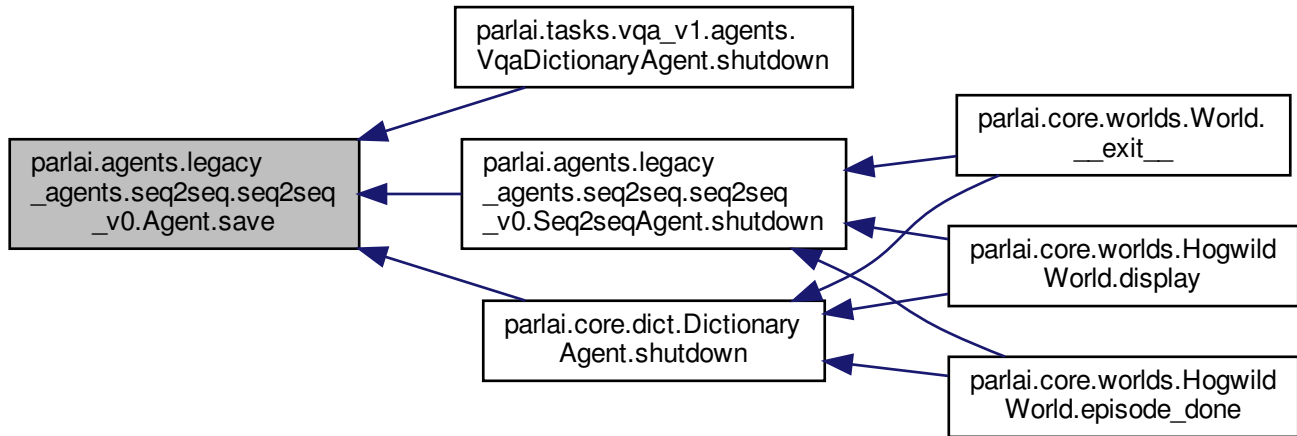 parlai.tasks.vqa_v1.agents.
VqaDictionaryAgent.shutdown
parlai.agents.legacy
_agents.seq2seq.seq2seq
_v0.Agent.save
parlai.agents.legacy
_agents.seq2seq.seq2seq
_v0.Seq2seqAgent.shutdown
parlai.core.dict.Dictionary
Agent.shutdown
parlai.core.worlds.World.
__exit__
parlai.core.worlds.Hogwild
World.display
parlai.core.worlds.Hogwild
World.episode_done